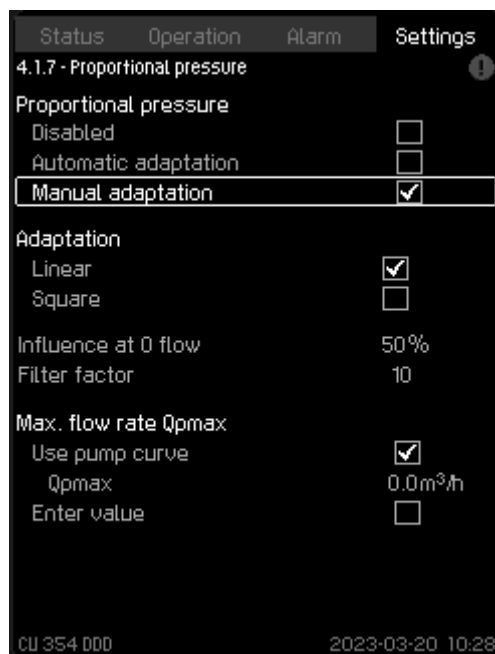 Status Operation Alarm Settings
4.1.7 - Proportional pressure
Proportional pressure
Disabled
Automatic adaptation
Manual adaptation
Adaptation
Linear
Square
Influence at 0 flow 50%
Filter factor 10
Max. flow rate Qpmax
Use pump curve
Qpmax 0.0m³/h
Enter value
CU 354 DDD 2023-03-20 10:28